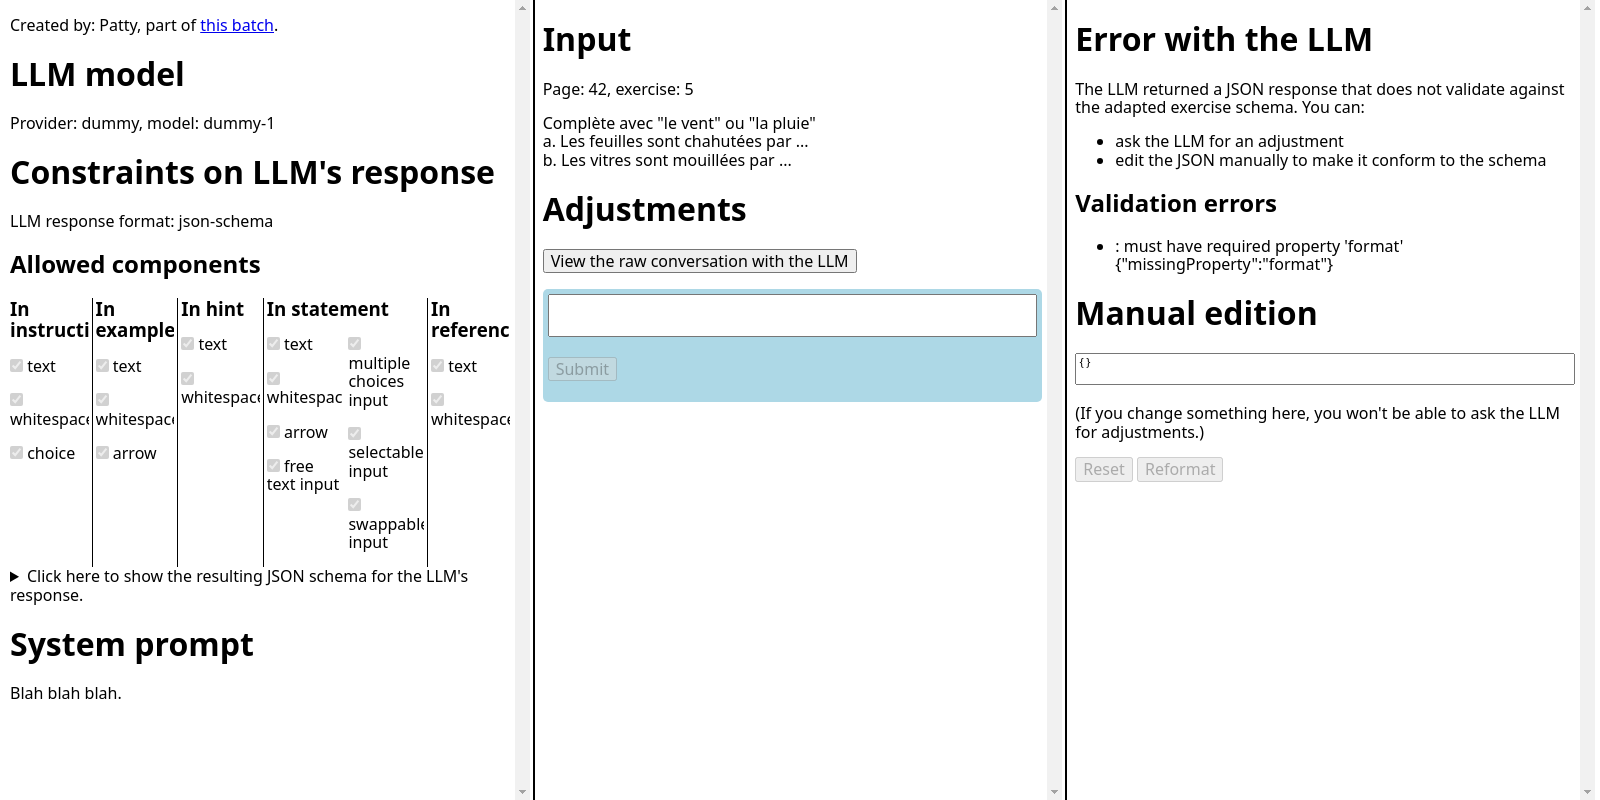 Created by: Patty, part of this batch.
LLM model
Provider: dummy, model: dummy-1
Constraints on LLM's response
LLM response format: json-schema
Allowed components
In
instructi
text
whitespace
choice
In
example
text
whitespace
arrow
In hint
text
whitespace
In statement
text
whitespac
arrow
free
text input
multiple
choices
input
selectable
input
swappable
input
In
referenc
text
whitespace
Click here to show the resulting JSON schema for the LLM's
response.
System prompt
Blah blah blah.
Input
Page: 42, exercise: 5
Complète avec "le vent" ou "la pluie"
a. Les feuilles sont chahutées par ...
b. Les vitres sont mouillées par ...
Adjustments
View the raw conversation with the LLM
Submit
Error with the LLM
The LLM returned a JSON response that does not validate against
the adapted exercise schema. You can:
ask the LLM for an adjustment
edit the JSON manually to make it conform to the schema
Validation errors
: must have required property 'format'
{"missingProperty":"format"}
Manual edition
{}
(If you change something here, you won't be able to ask the LLM
for adjustments.)
Reset Reformat